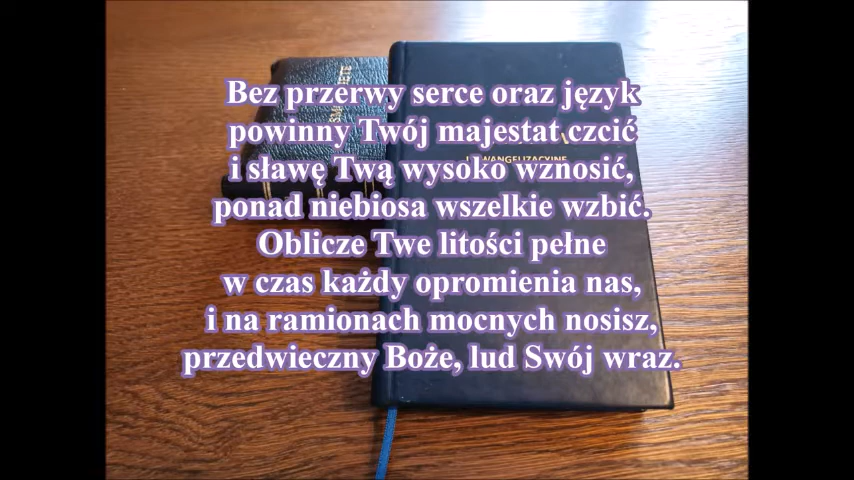 Bez przerwy serce oraz język
powinny Twój majestat czcić
i sławę Twą wysoko wznosić,
ponad niebiosa wszelkie wzbić.
Oblicze Twe litości pełne
w czas każdy opromienia nas,
i na ramionach mocnych nosisz,
przedwieczny Boże, lud Swój wraz.